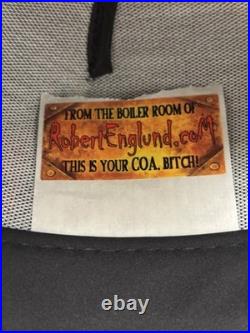 FROM THE BOILER ROOM OF
RobertEnglund.coM
THIS IS YOUR COA, BITCH!